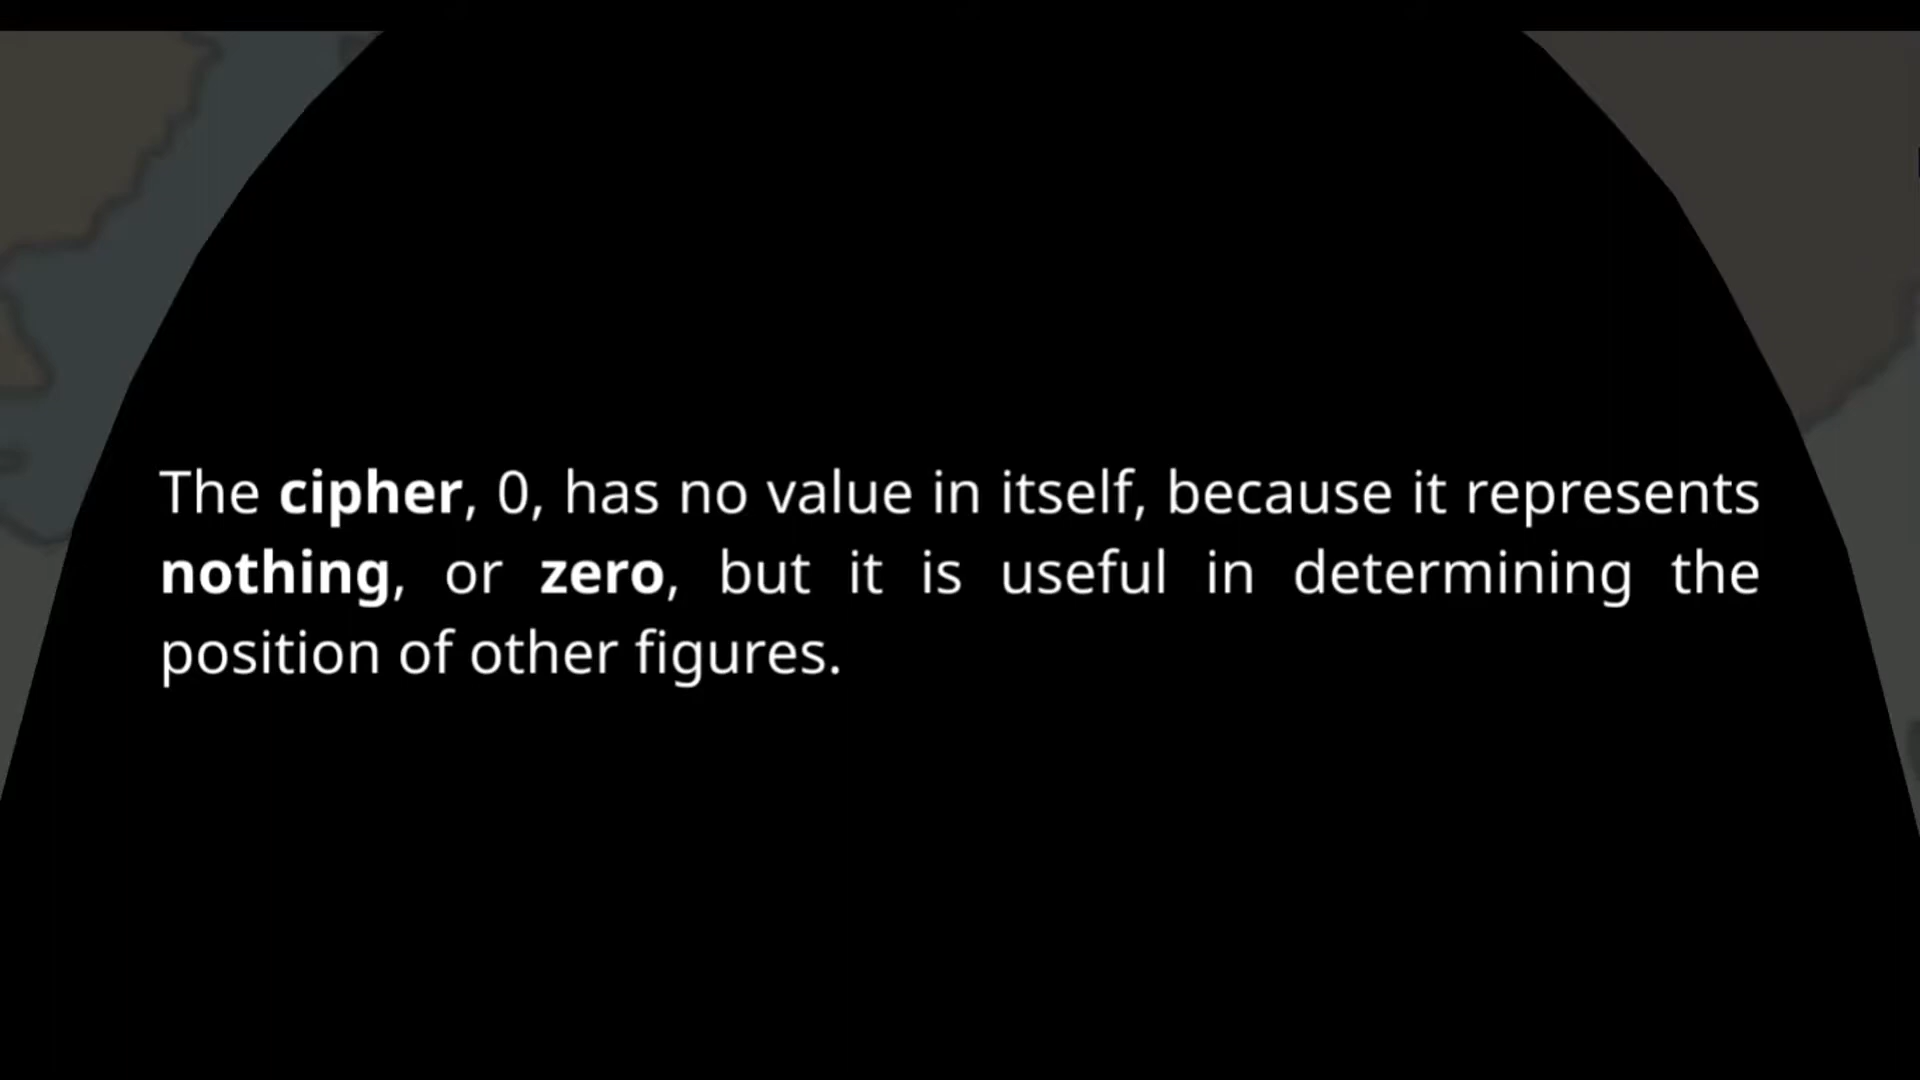 The cipher, 0, has no value in itself, because it represents
nothing, or zero, but it is useful in determining the
position of other figures.